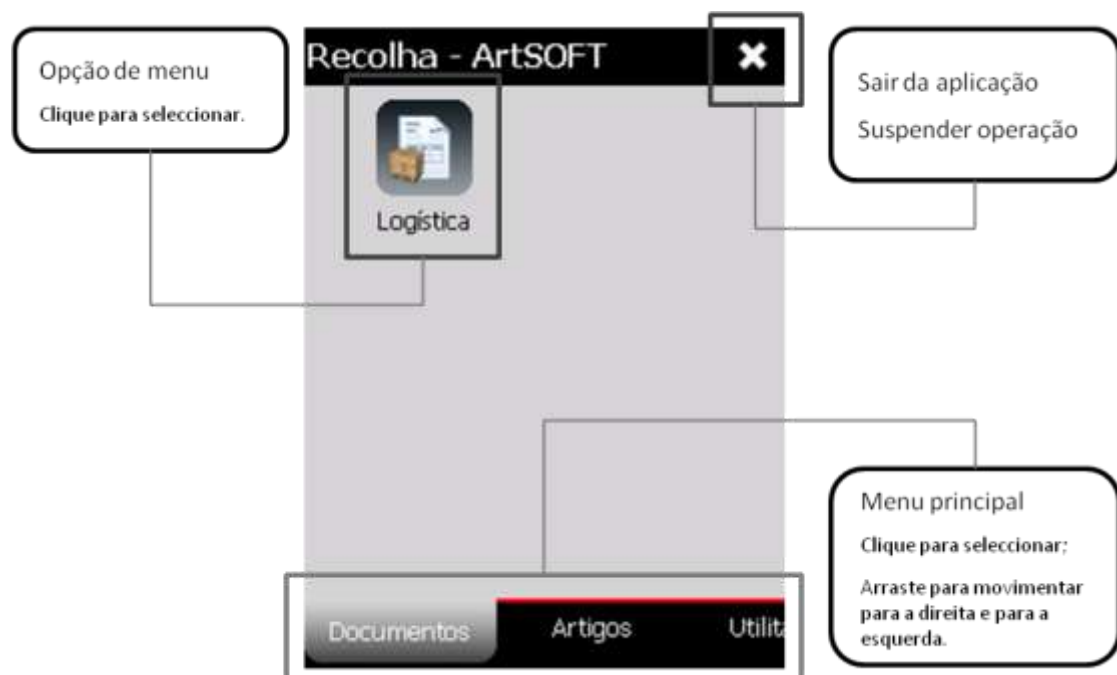 Opção de menu
Clique para seleccionar.
Recolha - ArtSOFT
Logística
Sair da aplicação
Suspender operação
Menu principal
Clique para seleccionar;
Arraste para movimentar
para a direita e para a
esquerda.
Documentos
Artigos
Utilita